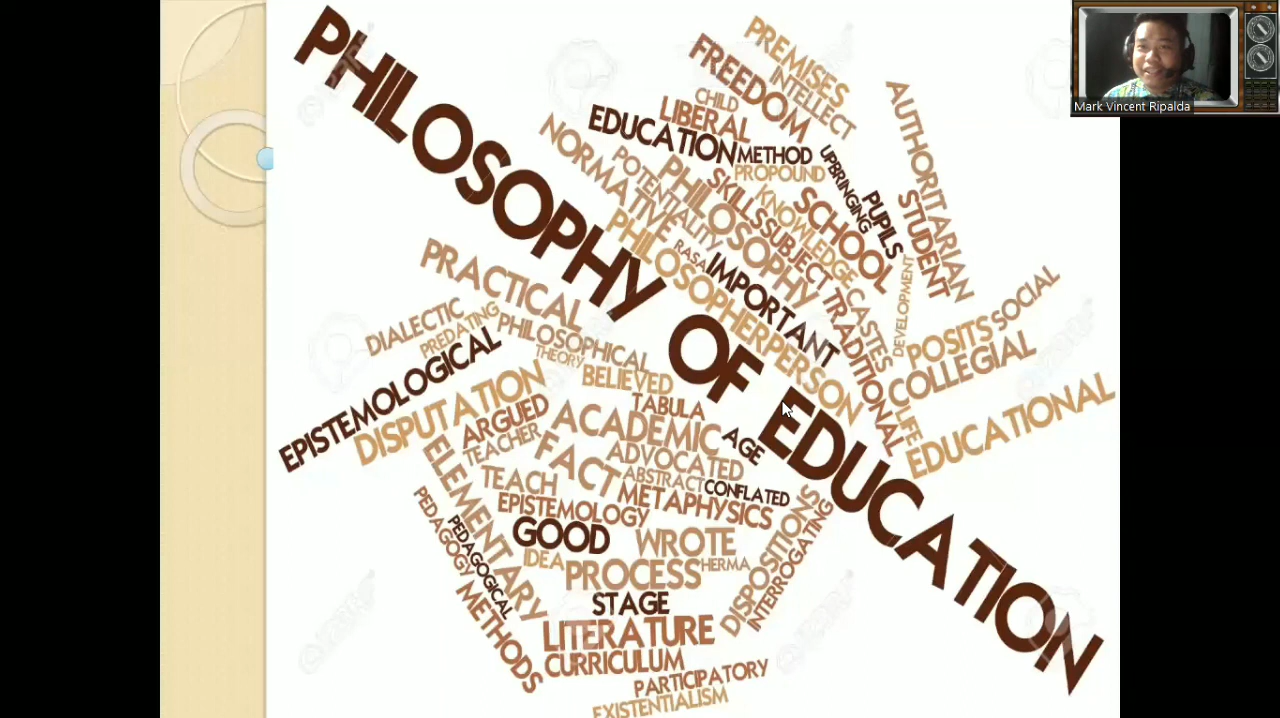 PHILOSOPHY OF EDUCATION
PREMISES
FREEDOM
INTELLECT
CHILD
LIBERAL
EDUCATION
METHOD
PROPOUND
UPBRINGING
AUTHORITARIAN
NORMATIVE
POTENTIALITY
PHILOSOPHY
SKILLS
SUBJECT
KNOWLEDGE
SCHOOL
PUPILS
STUDENT
PHILOSOPHER
PERSON
RASA
IMPORTANT
TRADITIONAL
CASTES
DEVELOPMENT
SOCIAL
POSITS
COLLEGIAL
LIFE
EDUCATIONAL
PRACTICAL
DIALECTIC
PREDATING
PHILOSOPHICAL
THEORY
EPISTEMOLOGICAL
BELIEVED
DISPUTATION
TABULA
ARGUED
ACADEMIC
AGE
TEACHER
FACT
ADVOCATED
ELEMENTARY
TEACH
ABSTRACT
CONFLATED
METAPHYSICS
EPISTEMOLOGY
DISPOSITIONS
INTERROGATING
PEDAGOGY
PEDAGOGICAL
GOOD
WROTE
IDEA
PROCESS
HERMA
STAGE
METHODS
LITERATURE
CURRICULUM
PARTICIPATORY
EXISTENTIALISM
Mark Vincent Ripalda